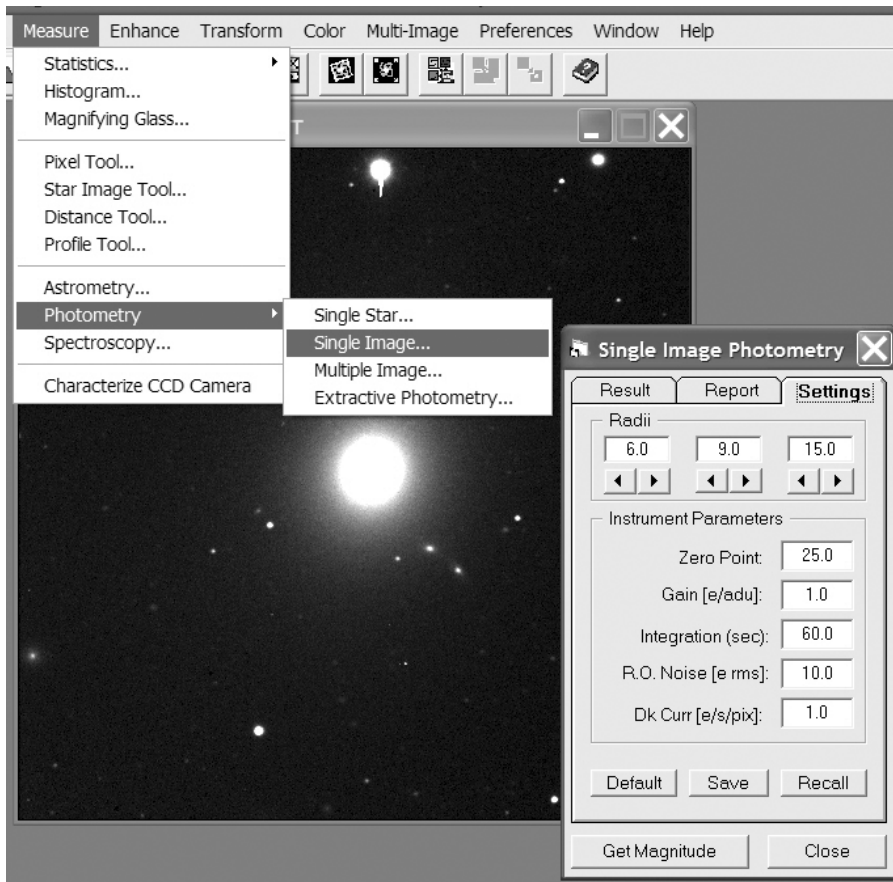 Measure Enhance Transform Color Multi-Image Preferences Window Help
Statistics...
Histogram...
Magnifying Glass...
Pixel Tool...
Star Image Tool...
Distance Tool...
Profile Tool...
Astrometry...
Photometry
Spectroscopy...
Characterize CCD Camera
Single Star...
Single Image...
Multiple Image...
Extractive Photometry...
Single Image Photometry
Result Report Settings
Radii
6.0 9.0 15.0
Instrument Parameters
Zero Point: 25.0
Gain [e/adu]: 1.0
Integration (sec): 60.0
R.O. Noise [e rms]: 10.0
Dk Curr [e/s/pix]: 1.0
Default Save Recall
Get Magnitude Close